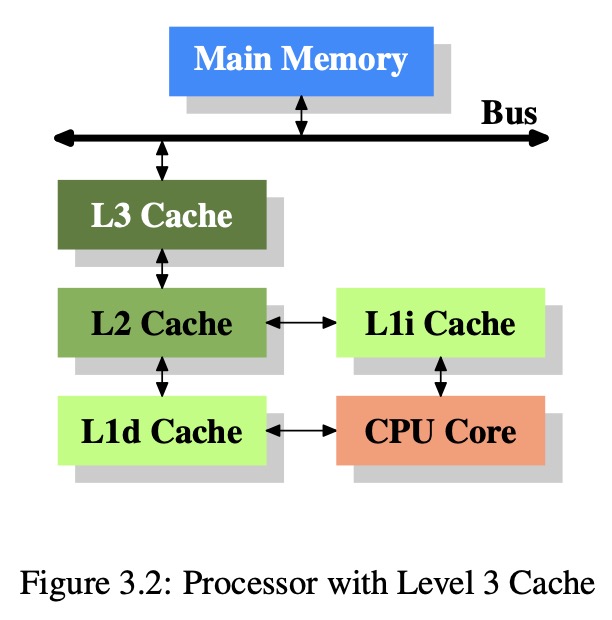 Main Memory
Bus
L3 Cache
L2 Cache
L1i Cache
L1d Cache
CPU Core
Figure 3.2: Processor with Level 3 Cache